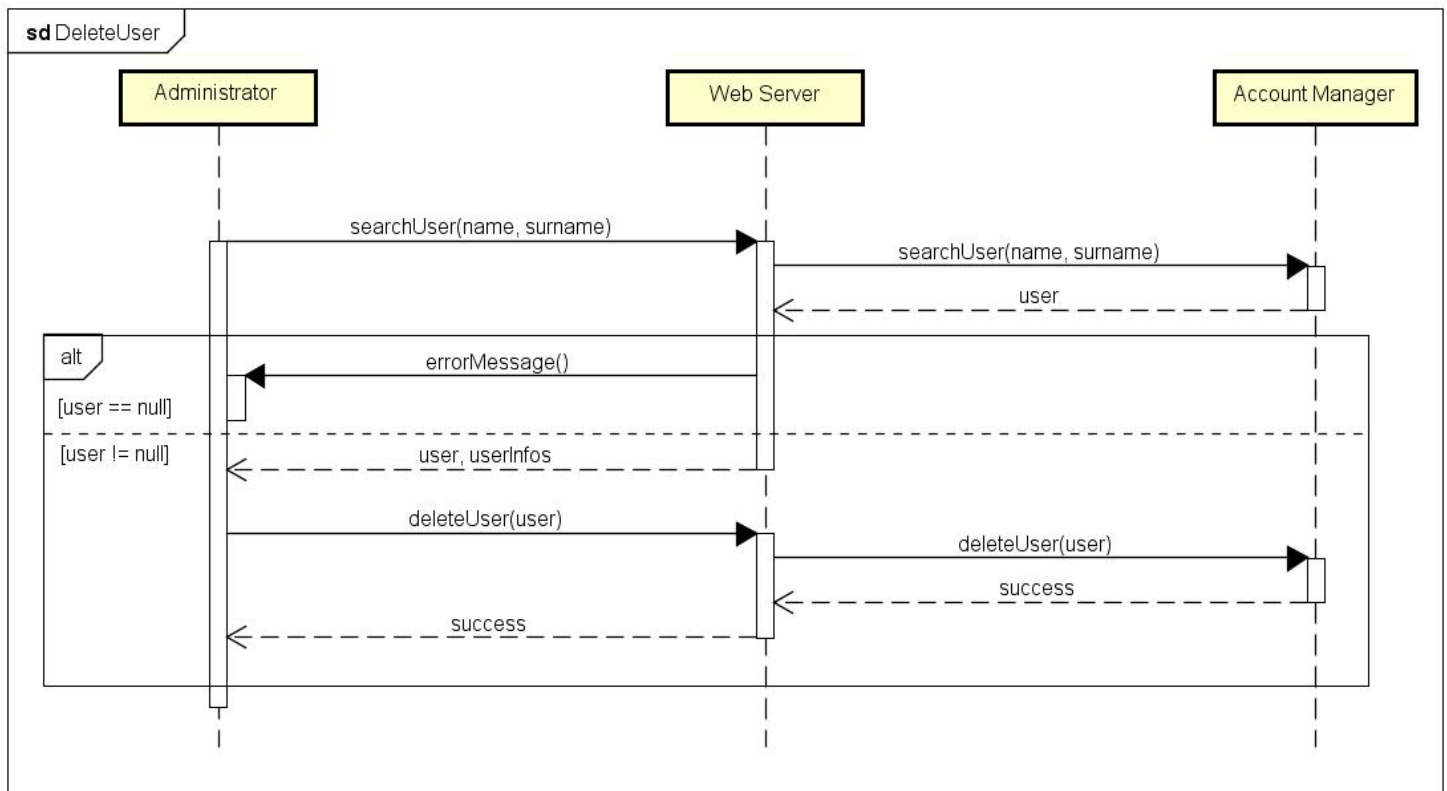 sd DeleteUser
Administrator
Web Server
Account Manager
searchUser(name, surname)
searchUser(name, surname)
user
alt
errorMessage()
[user == null]
[user != null]
user, userInfos
deleteUser(user)
deleteUser(user)
success
success